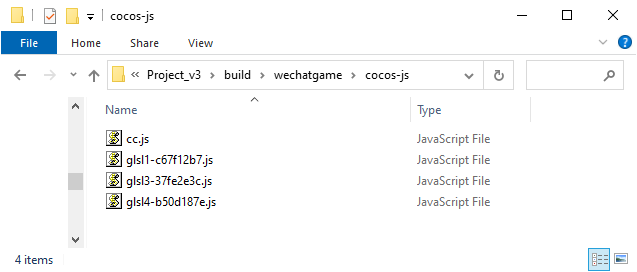 cocos-js
File Home Share View
« Project_v3 > build > wechatgame > cocos-js
Name Type
cc.js JavaScript File
glsl1-c67f12b7.js JavaScript File
glsl3-37fe2e3c.js JavaScript File
glsl4-b50d187e.js JavaScript File
4 items